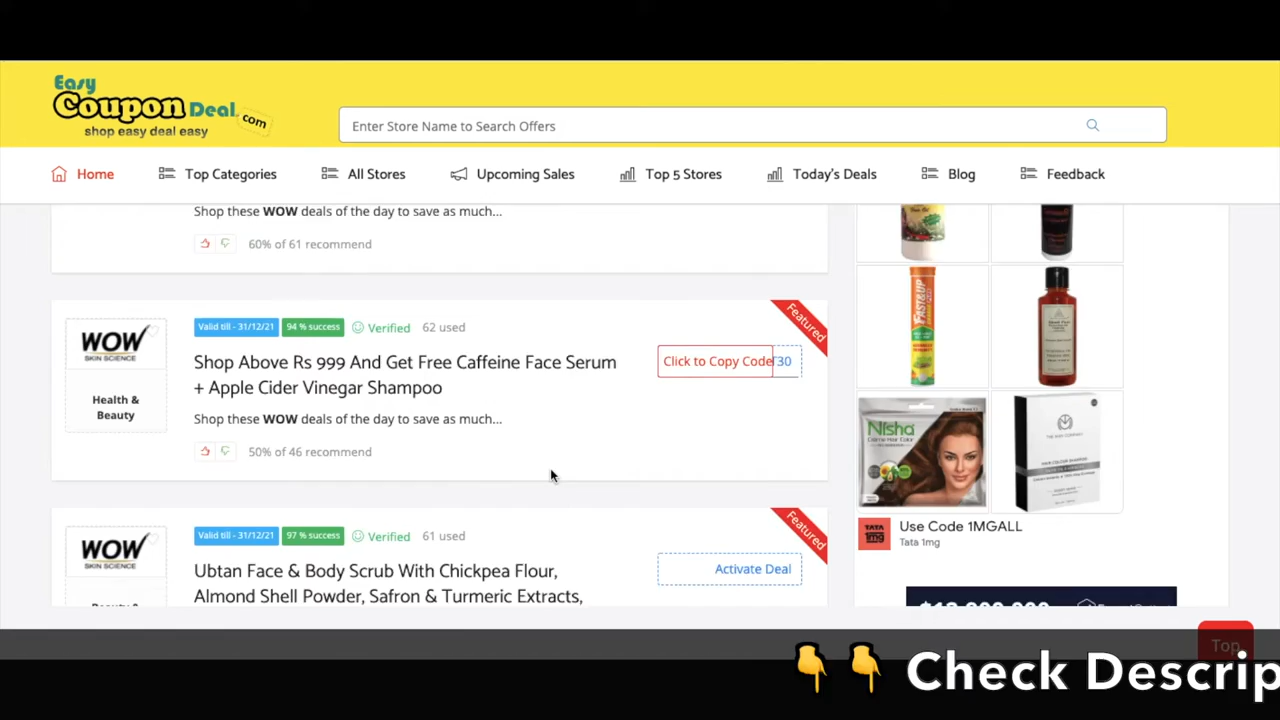 Easy
Coupon Deal.com
shop easy deal easy
Enter Store Name to Search Offers
Home
Top Categories
All Stores
Upcoming Sales
Top 5 Stores
Today's Deals
Blog
Feedback
Shop these WOW deals of the day to save as much...
60% of 61 recommend
WOW
SKIN SCIENCE
Health &
Beauty
Valid till - 31/12/21
94 % success
Verified
62 used
Shop Above Rs 999 d Get Free Caffeine Face Serum
+ Apple Cider Vinegar Shampoo
Shop these WOW deals of the day to save as much...
50% of 46 recommend
Click to Copy Code
T30
Featured
WOW
SKIN SCIENCE
Valid till - 31/12/21
97 % success
Verified
61 used
Ubtan Face & Body Scrub With Chickpea Flour,
Almond Shell Powder, Safron & Turmeric Extracts,
Activate Deal
Featured
FAST&UP
Nisha
TATA
1mg
Use Code 1MGALL
Tata 1mg
Top
👇👇 Check Descrip